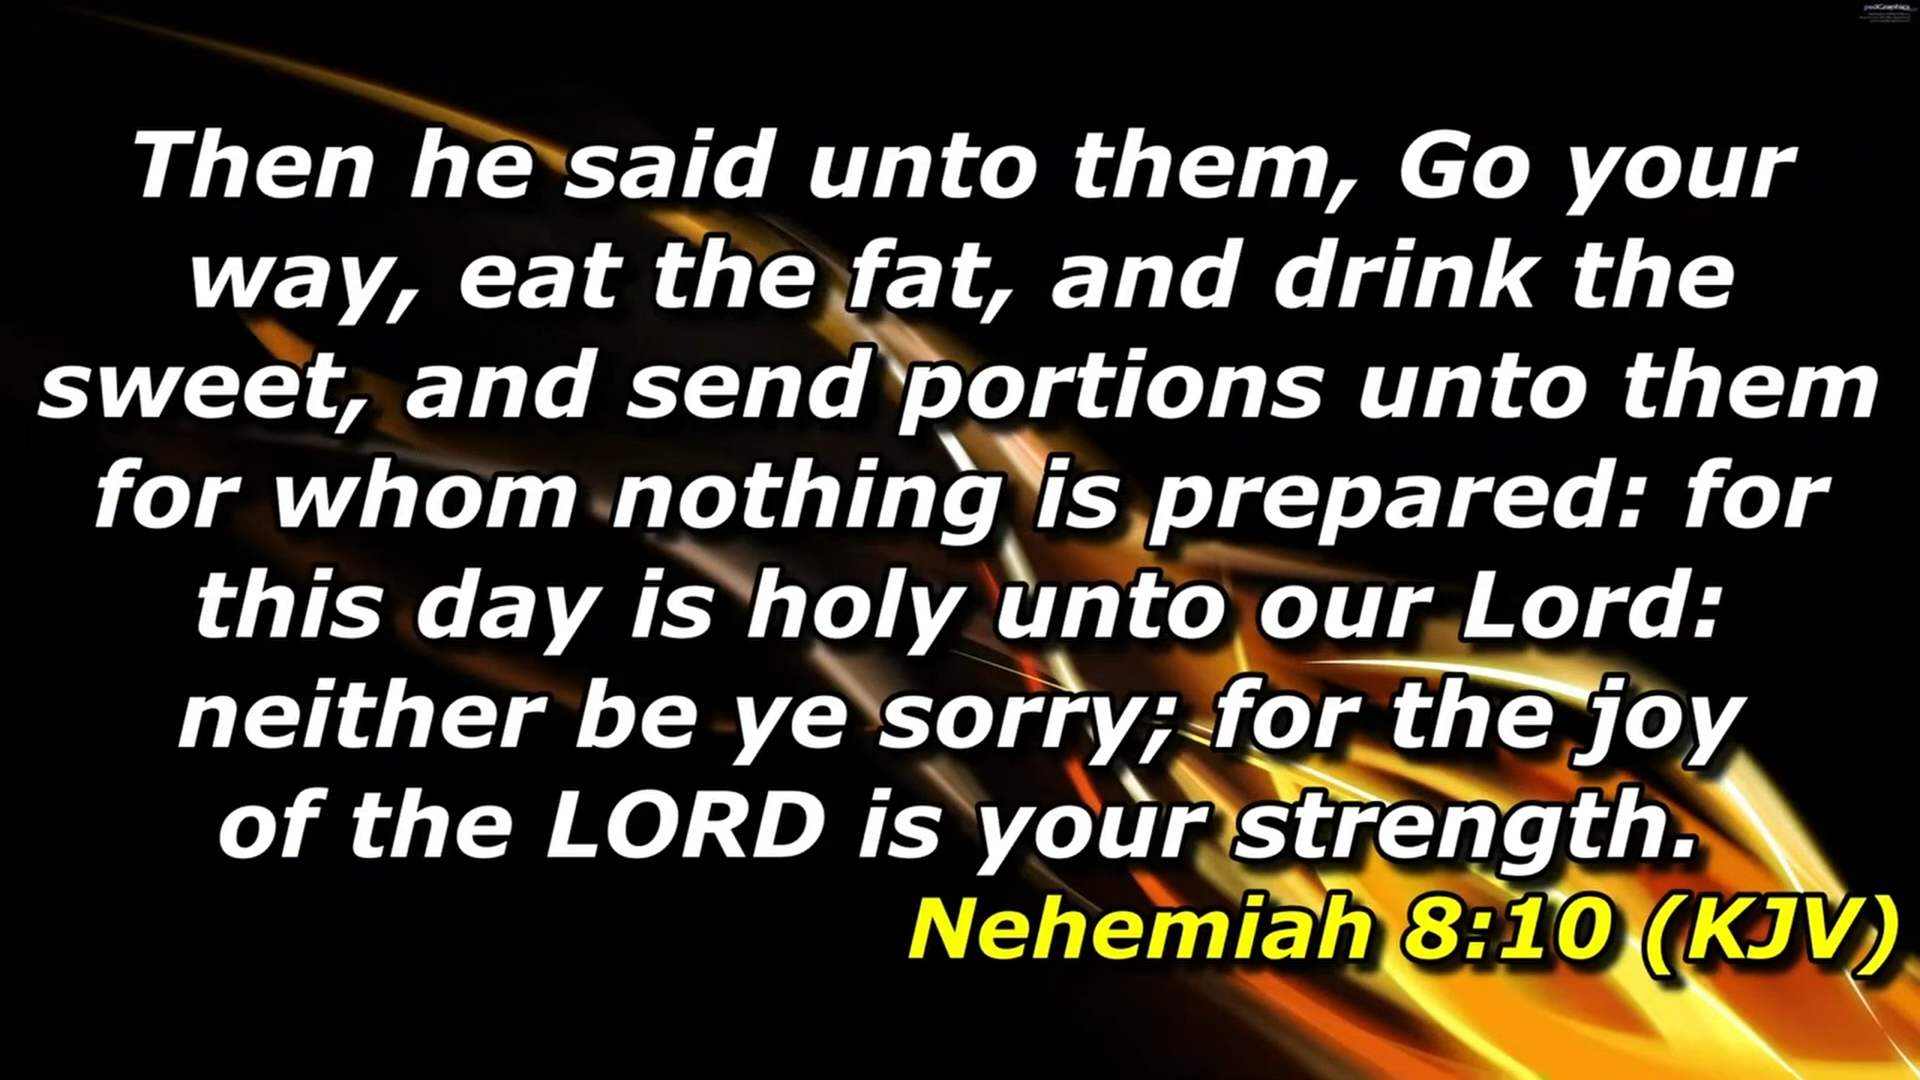 psdGraphics
Then he said unto them, Go your
way, eat the fat, and drink the
sweet, and send portions unto them
for whom nothing is prepared: for
this day is holy unto our Lord:
neither be ye sorry; for the joy
of the LORD is your strength.
Nehemiah 8:10 (KJV)